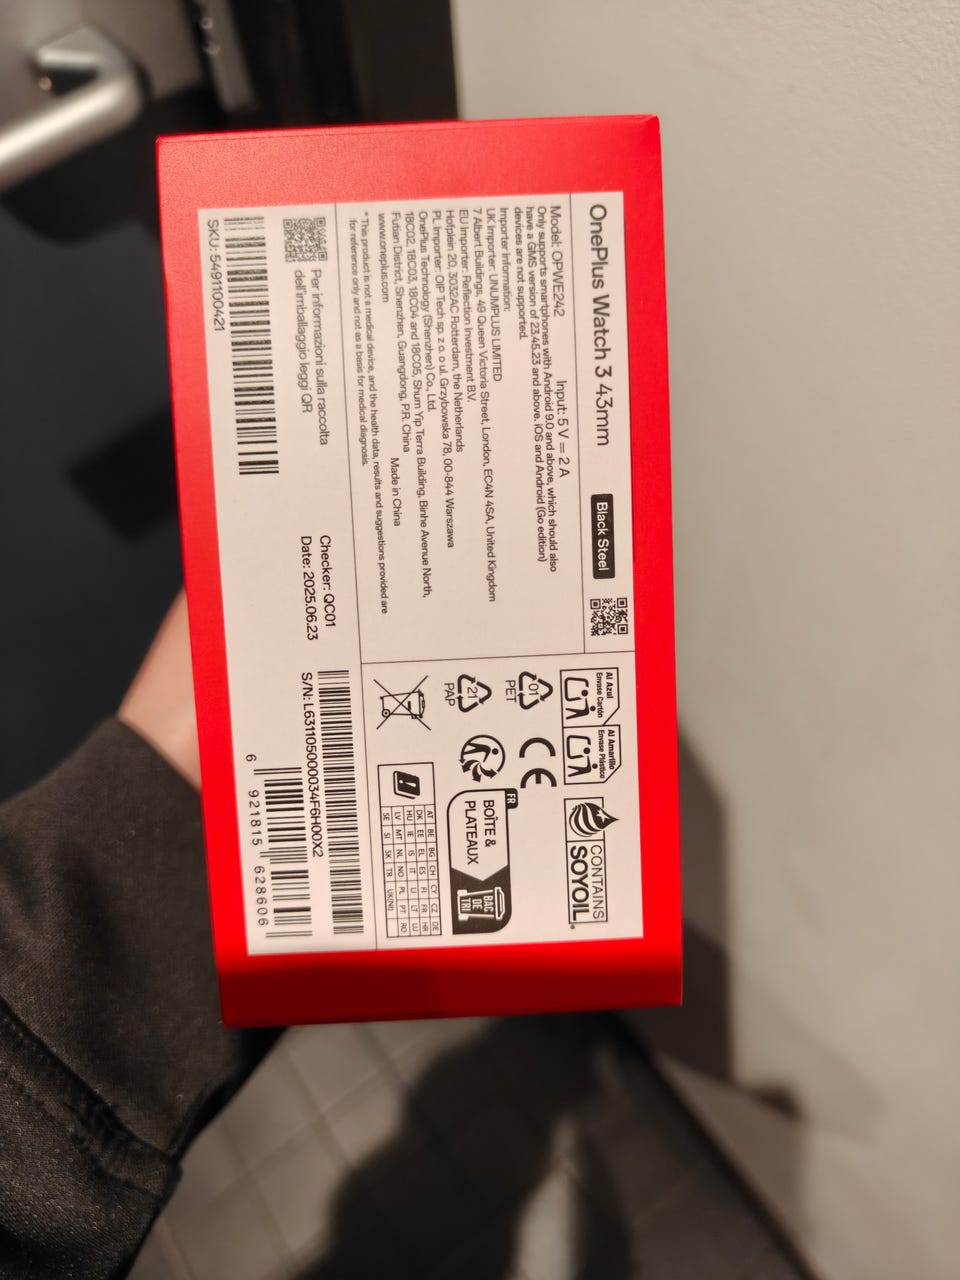 OnePlus Watch 3 43mm
Black Steel
Model: OPWE242
Input: 5 V ⎓ 2 A
Only supports smartphones with Android 9.0 and above, which should also
have a GMS version of 23.45.23 and above. iOS and Android (Go edition)
devices are not supported.
Importer information:
UK Importer: UNUMPLUS LIMITED
7 Albert Buildings, 49 Queen Victoria Street, London, EC4N 4SA, United Kingdom
EU Importer: Reflection Investment B.V.
Hofplein 20, 3032AC Rotterdam, the Netherlands
PL Importer: OIP Tech sp. z o. o ul. Grzybowska 78, 00-844 Warszawa
OnePlus Technology (Shenzhen) Co., Ltd.
18C02, 18C03, 18C04 and 18C05, Shum Yip Terra Building, Binhe Avenue North,
Futian District, Shenzhen, Guangdong, P.R. China
Made in China
www.oneplus.com
* This product is not a medical device, and the health data, results and suggestions provided are
for reference only and not as a basis for medical diagnosis.
Al Azul
Envase Cartón
Al Amarillo
Envase Plástico
CONTAINS
SOYOIL
01
PET
CE
21
PAP
FR
BOÎTE &
PLATEAUX
BAC
DE
TRI
AT BE BG CH CY CZ DE
DK EE EL ES FI FR HR
HU IE IS IT LI LT LU
LV MT NL NO PL PT RO
SE SI SK TR UK(NI)
Per informazioni sulla raccolta
dell'imballaggio leggi QR
Checker: QC01
Date: 2025.06.23
S/N: L6311050000034F6H00X2
SKU: 5491100421
6 921815 628606